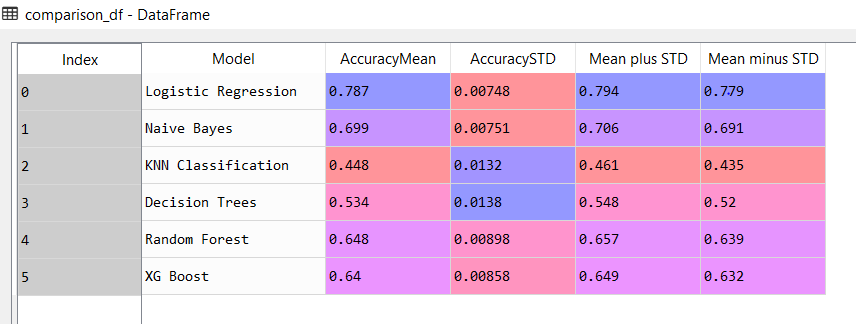 comparison_df - DataFrame
Index Model AccuracyMean AccuracySTD Mean plus STD Mean minus STD
0 Logistic Regression 0.787 0.00748 0.794 0.779
1 Naive Bayes 0.699 0.00751 0.706 0.691
2 KNN Classification 0.448 0.0132 0.461 0.435
3 Decision Trees 0.534 0.0138 0.548 0.52
4 Random Forest 0.648 0.00898 0.657 0.639
5 XG Boost 0.64 0.00858 0.649 0.632